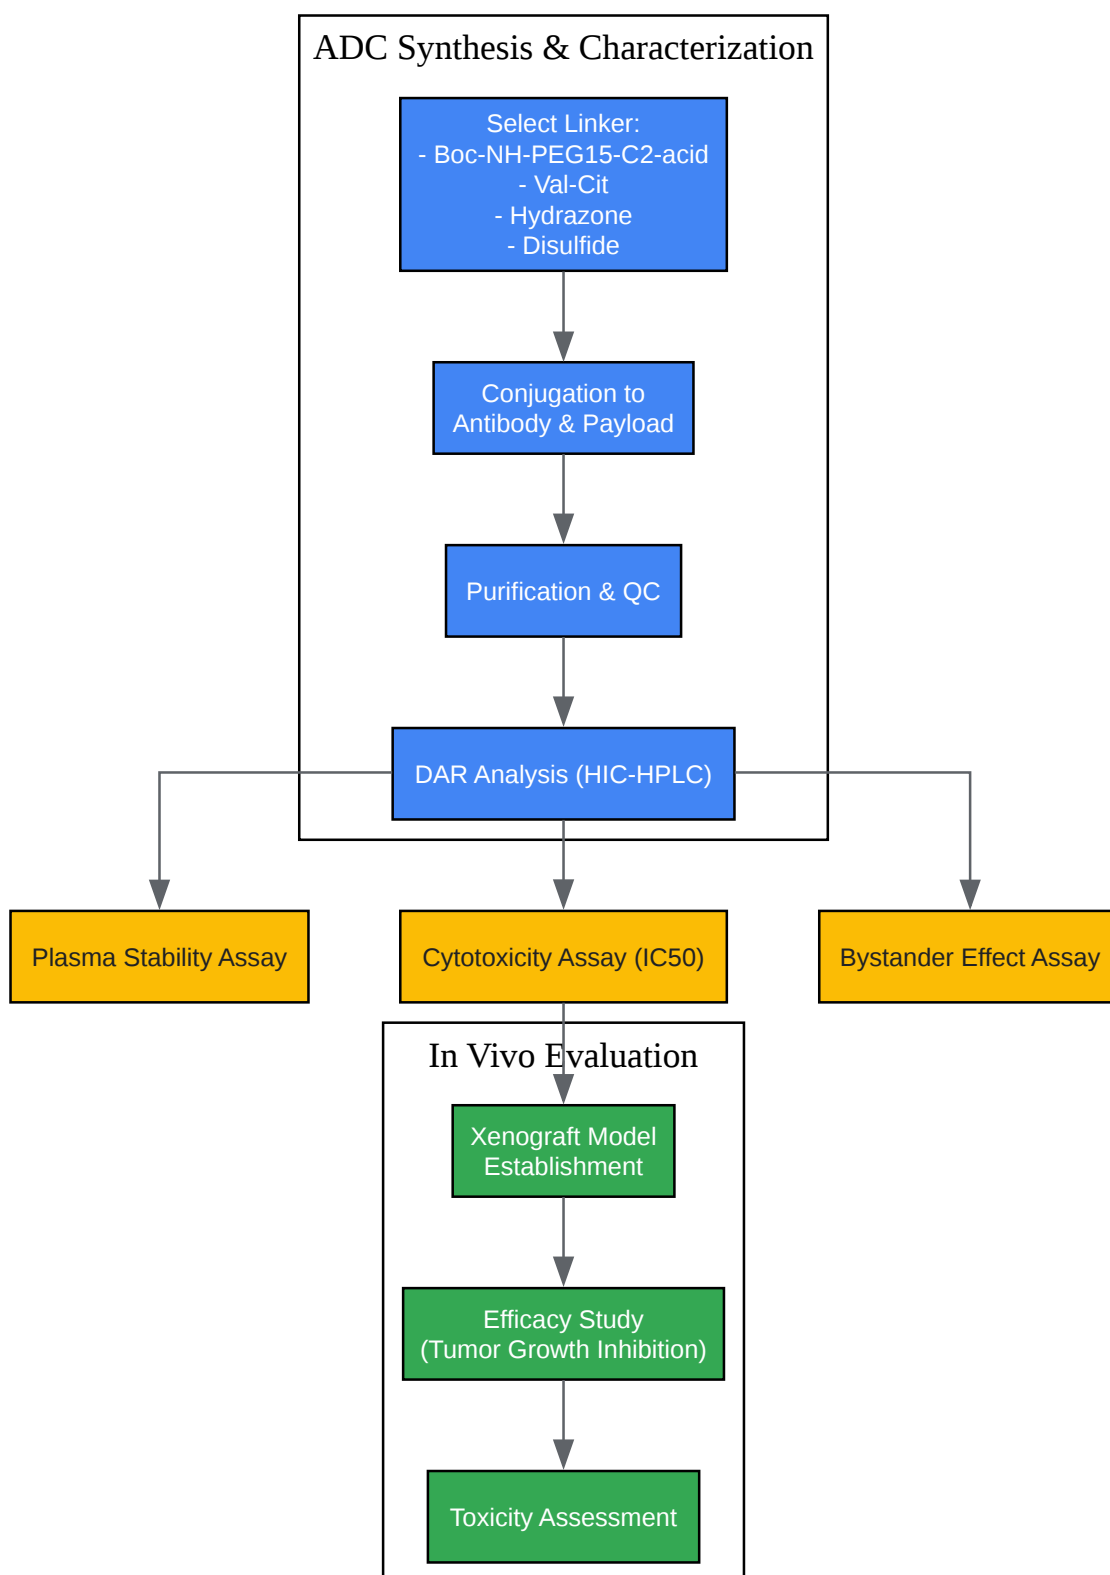 ADC Synthesis & Characterization
Select Linker:
- Boc-NH-PEG15-C2-acid
- Val-Cit
- Hydrazone
- Disulfide
Conjugation to
Antibody & Payload
Purification & QC
DAR Analysis (HIC-HPLC)
Plasma Stability Assay
Cytotoxicity Assay (IC50)
Bystander Effect Assay
In Vivo Evaluation
Xenograft Model
Establishment
Efficacy Study
(Tumor Growth Inhibition)
Toxicity Assessment